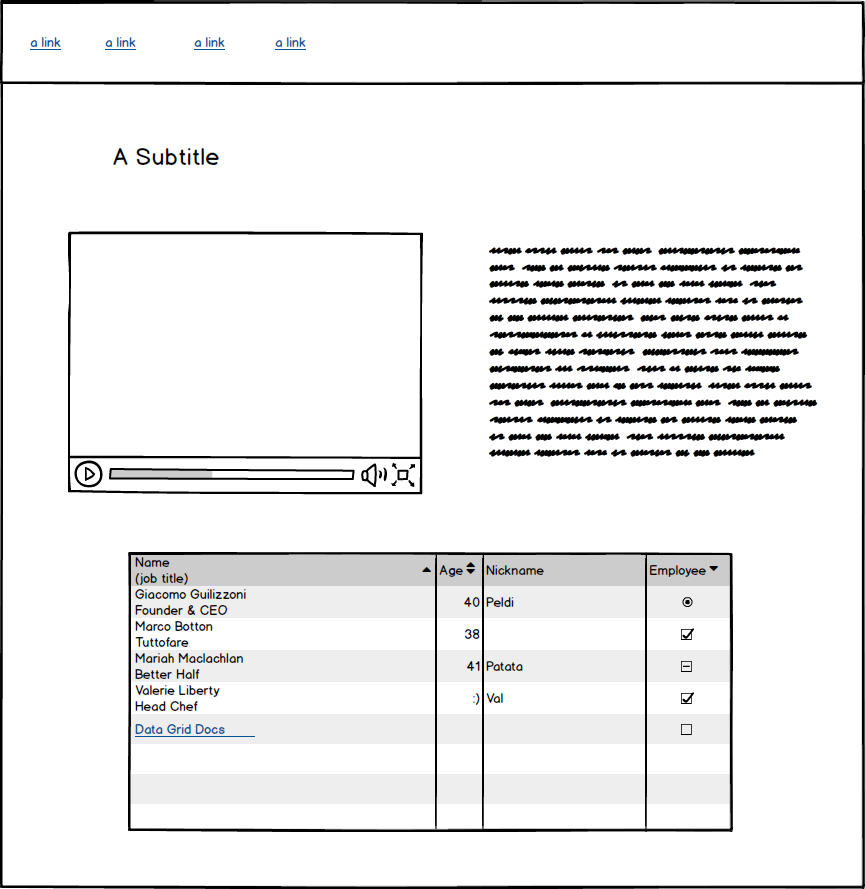 a link a link a link a link
A Subtitle
Name
(job title)
Age
Nickname
Employee
Giacomo Guilizzoni
Founder & CEO
40
Peldi
Marco Botton
Tuttofare
38
Mariah Maclachlan
Better Half
41
Patata
Valerie Liberty
Head Chef
:)
Val
Data Grid Docs